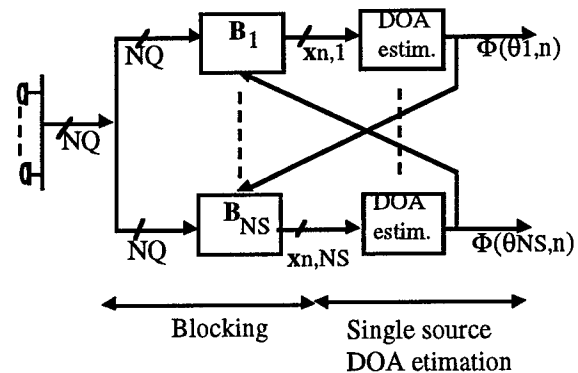 B1
DOA
estim.
NQ
xn,1
Φ(θ1,n)
NQ
BNS
DOA
estim.
NQ
xn,NS
Φ(θNS,n)
Blocking
Single source
DOA etimation